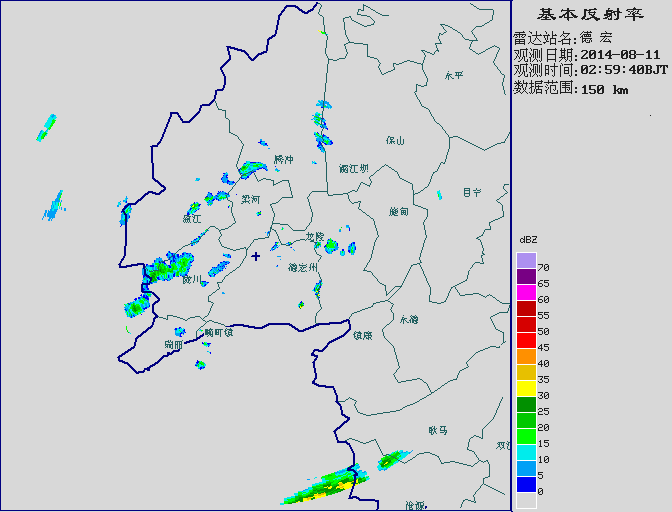 基本反射率
雷达站名:德 宏
观测日期:2014-08-11
观测时间:02:59:40BJT
数据范围:150 km
永平
保山
腾冲
潞江坝
昌宁
梁河
施甸
盈江
龙陵
潞宏州
陇川
永德
镇康
畹町镇
瑞丽
耿马
双江
沧源
dBZ
70
65
60
55
50
45
40
35
30
25
20
15
10
5
0